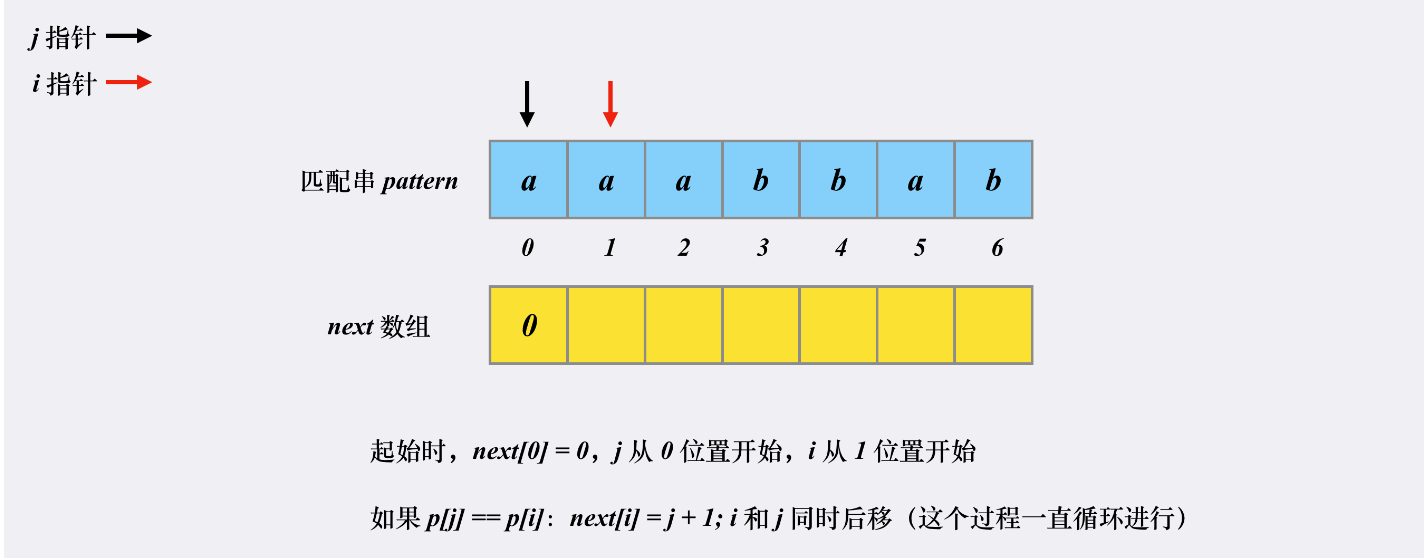 j 指针
i 指针
匹配串 pattern a a a b b a b
0 1 2 3 4 5 6
next 数组 0
起始时，next[0] = 0，j 从 0 位置开始，i 从 1 位置开始
如果 p[j] == p[i]：next[i] = j + 1; i 和 j 同时后移（这个过程一直循环进行）